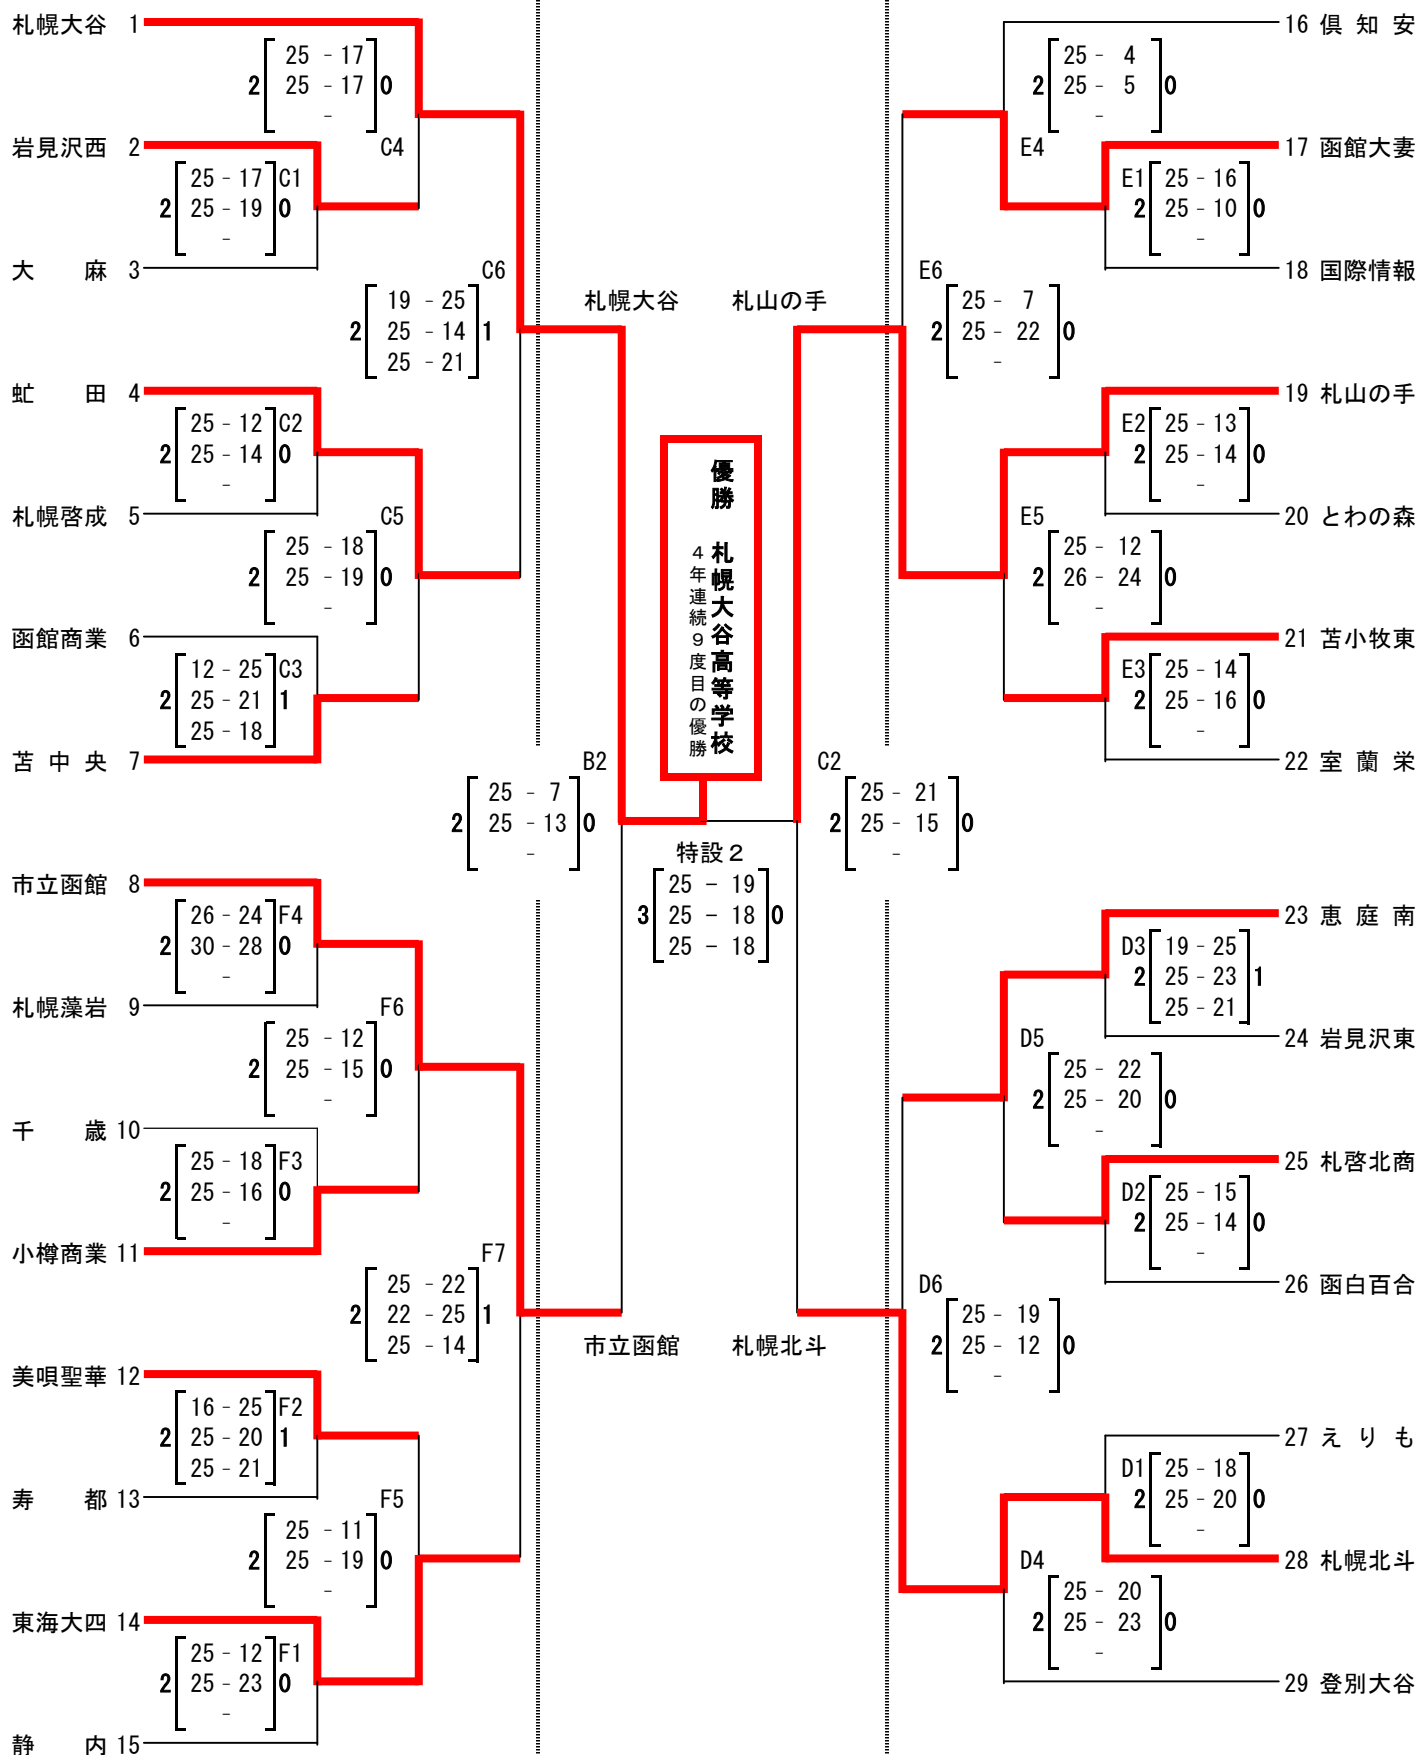 札幌大谷 1
25 - 17
2 25 - 17 0
-
C4
岩見沢西 2
25 - 17 C1
2 25 - 19 0
-
大 麻 3
C6
19 - 25
2 25 - 14 1
25 - 21
虻 田 4
25 - 12 C2
2 25 - 14 0
-
札幌啓成 5
C5
25 - 18
2 25 - 19 0
-
函館商業 6
12 - 25 C3
2 25 - 21 1
25 - 18
苫 中 央 7
B2
25 - 7
2 25 - 13 0
-
市立函館 8
26 - 24 F4
2 30 - 28 0
-
札幌藻岩 9
F6
25 - 12
2 25 - 15 0
-
千 歳 10
25 - 18 F3
2 25 - 16 0
-
小樽商業 11
F7
25 - 22
2 22 - 25 1
25 - 14
美唄聖華 12
16 - 25 F2
2 25 - 20 1
25 - 21
寿 都 13
F5
25 - 11
2 25 - 19 0
-
東海大四 14
25 - 12 F1
2 25 - 23 0
-
静 内 15
札幌大谷 札山の手
優勝 札幌大谷高等学校
4年連続9度目の優勝
特設2
25 - 19
3 25 - 18 0
25 - 18
市立函館 札幌北斗
16 倶 知 安
25 - 4
2 25 - 5 0
-
E4
17 函館大妻
E1 25 - 16
2 25 - 10 0
-
18 国際情報
E6
25 - 7
2 25 - 22 0
-
19 札山の手
E2 25 - 13
2 25 - 14 0
-
20 とわの森
E5
25 - 12
2 26 - 24 0
-
21 苫小牧東
E3 25 - 14
2 25 - 16 0
-
22 室 蘭 栄
C2
25 - 21
2 25 - 15 0
-
23 恵 庭 南
D3 19 - 25
2 25 - 23 1
25 - 21
24 岩見沢東
D5
25 - 22
2 25 - 20 0
-
25 札啓北商
D2 25 - 15
2 25 - 14 0
-
26 函白百合
D6
25 - 19
2 25 - 12 0
-
27 え り も
D1 25 - 18
2 25 - 20 0
-
28 札幌北斗
D4
25 - 20
2 25 - 23 0
-
29 登別大谷